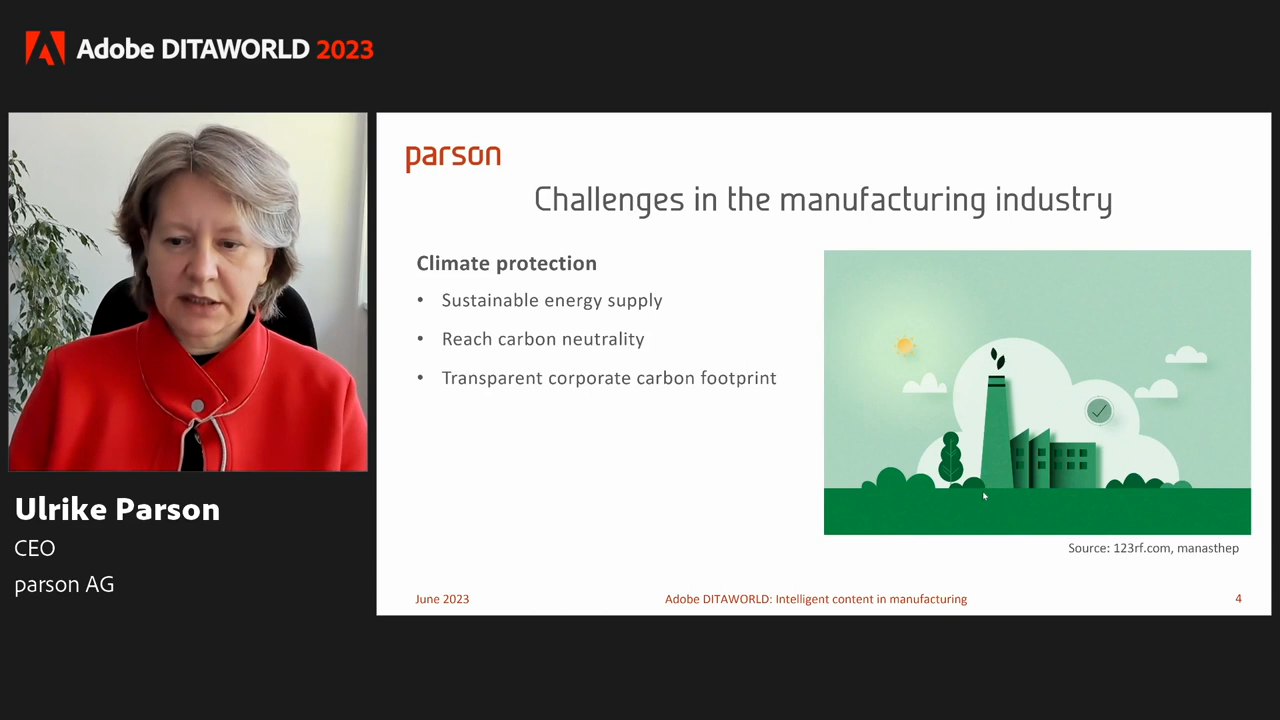 Adobe DITAWORLD 2023
parson
Challenges in the manufacturing industry
Climate protection
• Sustainable energy supply
• Reach carbon neutrality
• Transparent corporate carbon footprint
Source: 123rf.com, manasthep
June 2023
Adobe DITAWORLD: Intelligent content in manufacturing
4
Ulrike Parson
CEO
parson AG